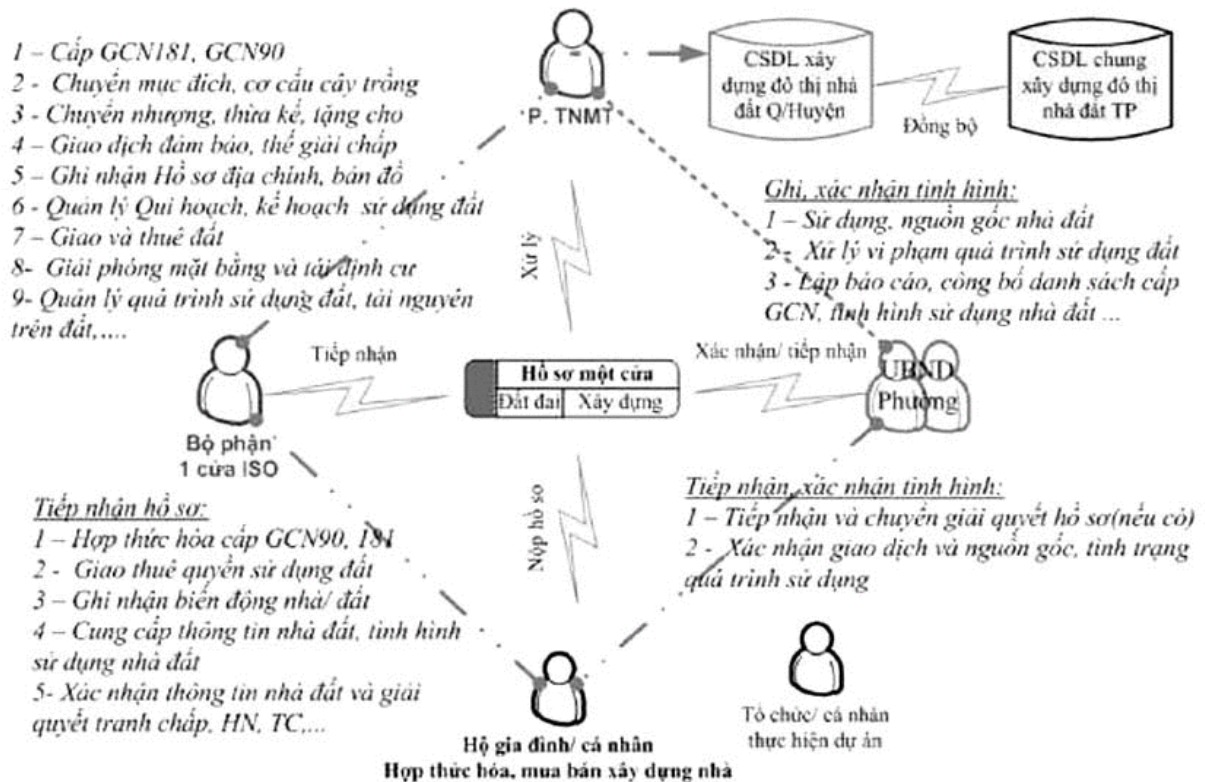 1 – Cấp GCN181, GCN90
2 - Chuyển mục đích, cơ cấu cây trồng
3 – Chuyển nhượng, thừa kế, tặng cho
4 – Giao dịch đảm bảo, thế giải chấp
5 – Ghi nhận Hồ sơ địa chính, bản đồ
6 - Quản lý Qui hoạch, kế hoạch sử dụng đất
7 – Giao và thuê đất
8- Giải phóng mặt bằng và tái định cư
9- Quản lý quá trình sử dụng đất, tài nguyên
trên đất,....
P. TNMT
CSDL xây
dựng đô thị nhà
đất Q/Huyện
Đồng bộ
CSDL chung
xây dựng đô thị
nhà đất TP
Ghi, xác nhận tình hình:
1 – Sử dụng, nguồn gốc nhà đất
2 - Xử lý vi phạm quá trình sử dụng đất
3 - Lập báo cáo, công bố danh sách cấp
GCN, tình hình sử dụng nhà đất ...
Xử lý
Tiếp nhận
Hồ sơ một cửa
Đất đai Xây dựng
Xác nhận/ tiếp nhận
UBND
Phường
Bộ phận
1 cửa ISO
Nộp hồ sơ
Tiếp nhận hồ sơ:
1 – Hợp thức hóa cấp GCN90, 181
2 - Giao thuê quyền sử dụng đất
3 – Ghi nhận biến động nhà/ đất
4 – Cung cấp thông tin nhà đất, tình hình
sử dụng nhà đất
5- Xác nhận thông tin nhà đất và giải
quyết tranh chấp, HN, TC,...
Tiếp nhận, xác nhận tình hình:
1 – Tiếp nhận và chuyển giải quyết hồ sơ(nếu có)
2 - Xác nhận giao dịch và nguồn gốc, tình trạng
quá trình sử dụng
Hộ gia đình/ cá nhân
Hợp thức hóa, mua bán xây dựng nhà
Tổ chức/ cá nhân
thực hiện dự án